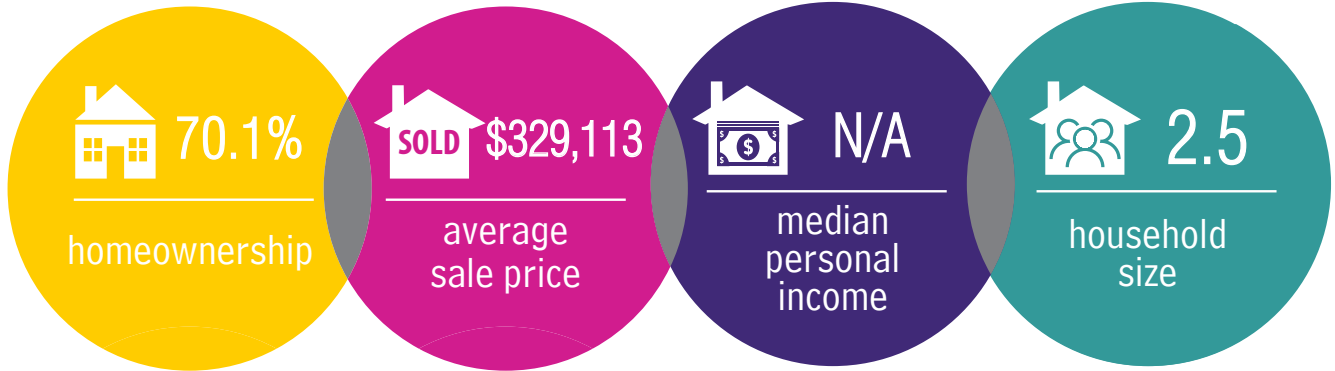 70.1%
homeownership
SOLD
$329,113
average
sale price
$
$
$
$
$
N/A
median
personal
income
2.5
household
size